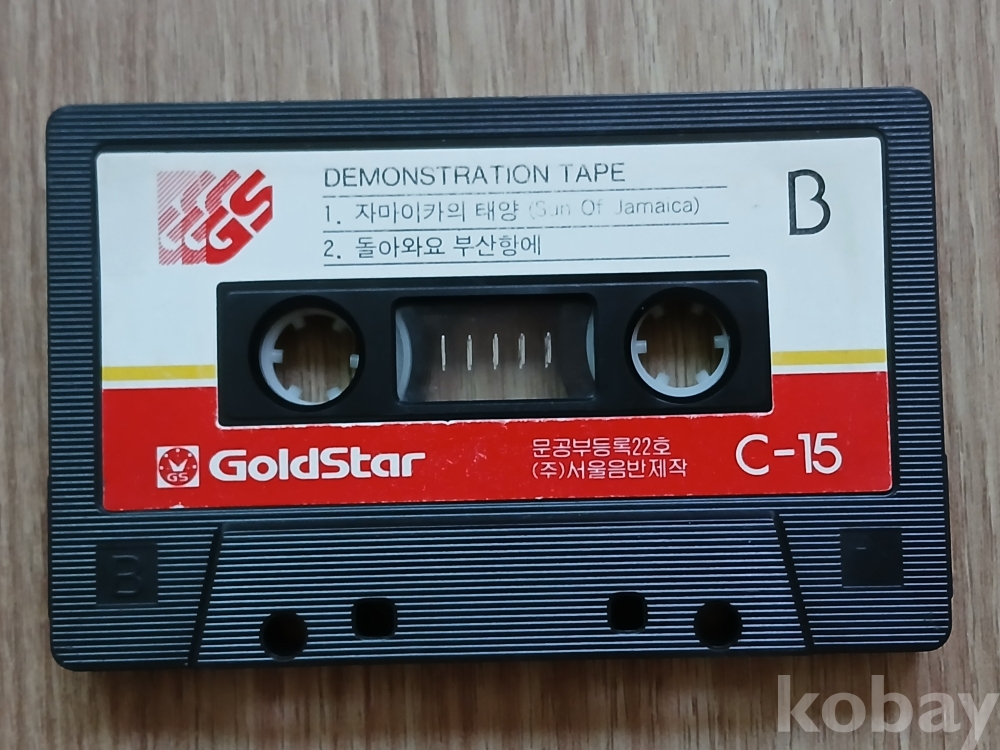 GS
DEMONSTRATION TAPE
B
1. 자마이카의 태양 (Sun Of Jamaica)
2. 돌아와요 부산항에
GS
GoldStar
문공부등록22호
(주)서울음반제작
C-15
B
kobay